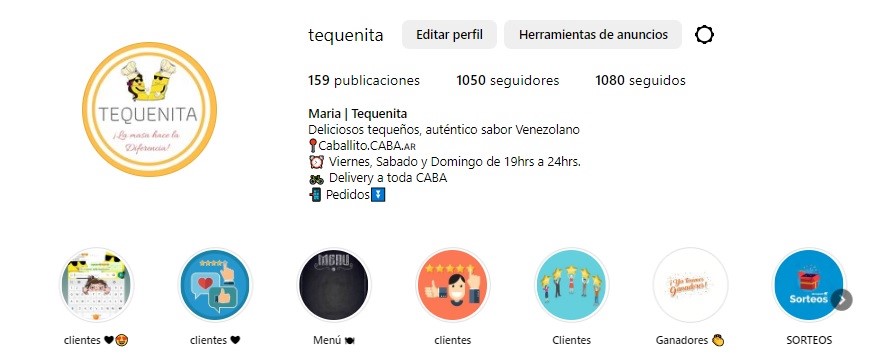 tequenita Editar perfil Herramientas de anuncios
159 publicaciones 1050 seguidores 1080 seguidos
Maria | Tequenita
Deliciosos tequeños, auténtico sabor Venezolano
📍Caballito.CABA.AR
⏰ Viernes, Sabado y Domingo de 19hrs a 24hrs.
🏍 Delivery a toda CABA
📲 Pedidos⏬
TEQUENITA
¡La masa hace la
Diferencia!
MENU
¡Ya tenemos
Ganadores!
Sorteos
clientes 🖤😍
clientes 🖤
Menú 🍽
clientes
Clientes
Ganadores 👏
SORTEOS